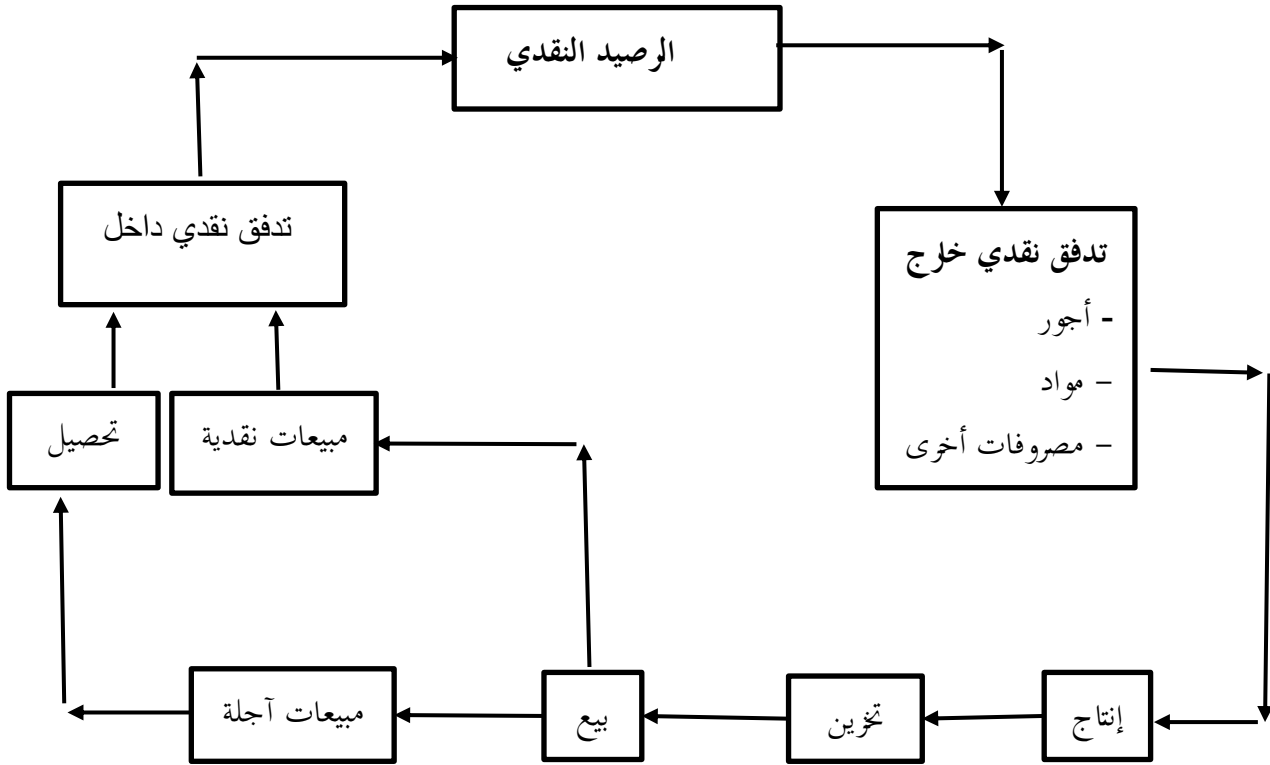 الرصيد النقدي
تدفق نقدي داخل
تدفق نقدي خارج
- أجور
- مواد
- مصروفات أخرى
مبيعات نقدية
تحصيل
إنتاج
تخزين
بيع
مبيعات آجلة